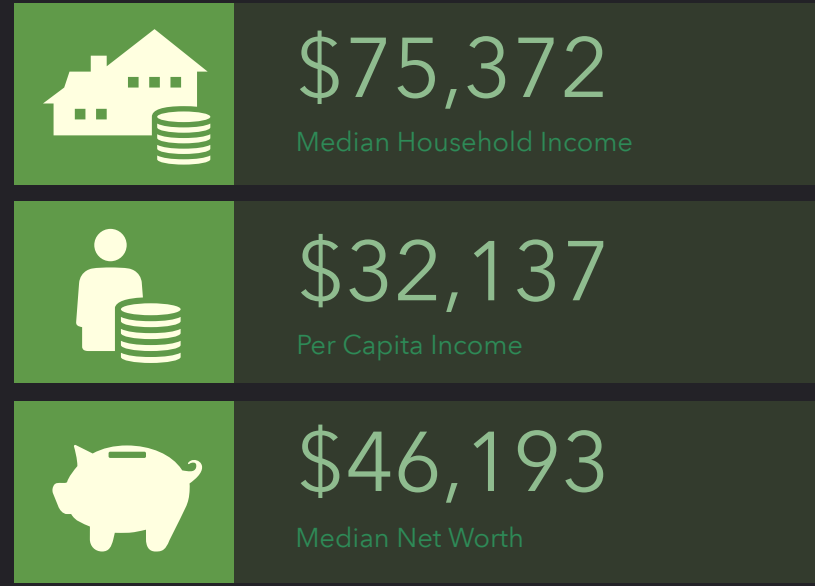 $75,372
Median Household Income
$32,137
Per Capita Income
$46,193
Median Net Worth